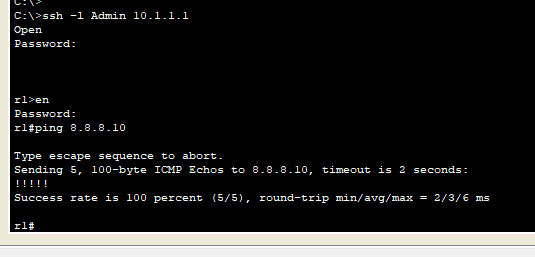 C:\>
C:\>ssh -l Admin 10.1.1.1
Open
Password:
r1>en
Password:
r1#ping 8.8.8.10
Type escape sequence to abort.
Sending 5, 100-byte ICMP Echos to 8.8.8.10, timeout is 2 seconds:
!!!!!
Success rate is 100 percent (5/5), round-trip min/avg/max = 2/3/6 ms
r1#